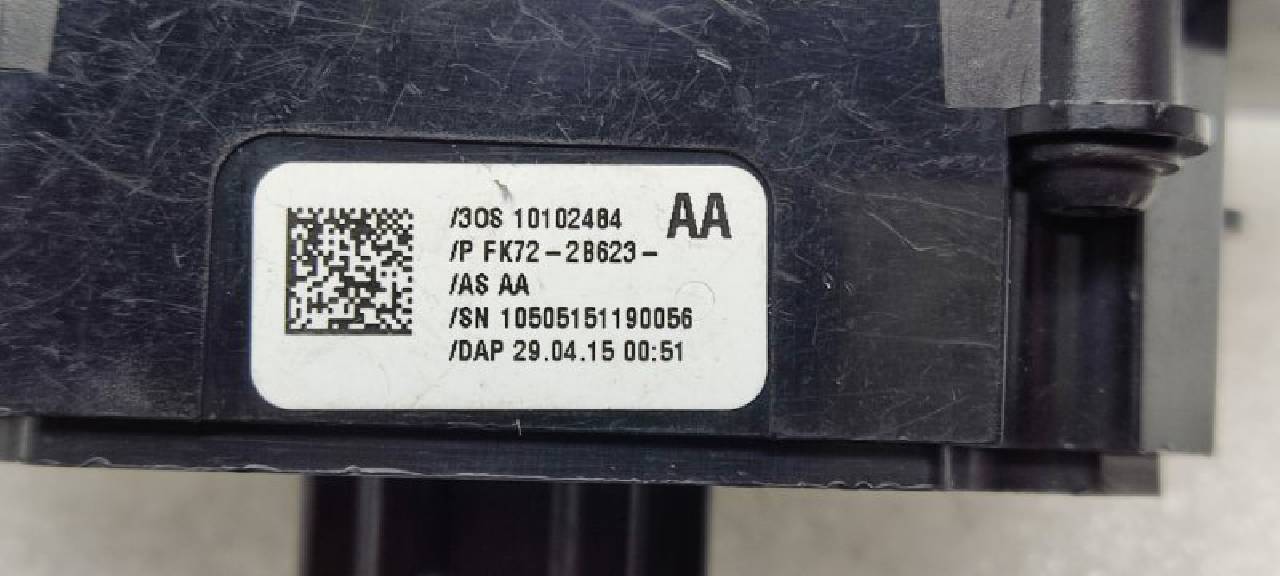 /3OS 10102484 AA
/P FK72-2B623-
/AS AA
/SN 10505151190056
/DAP 29.04.15 00:51